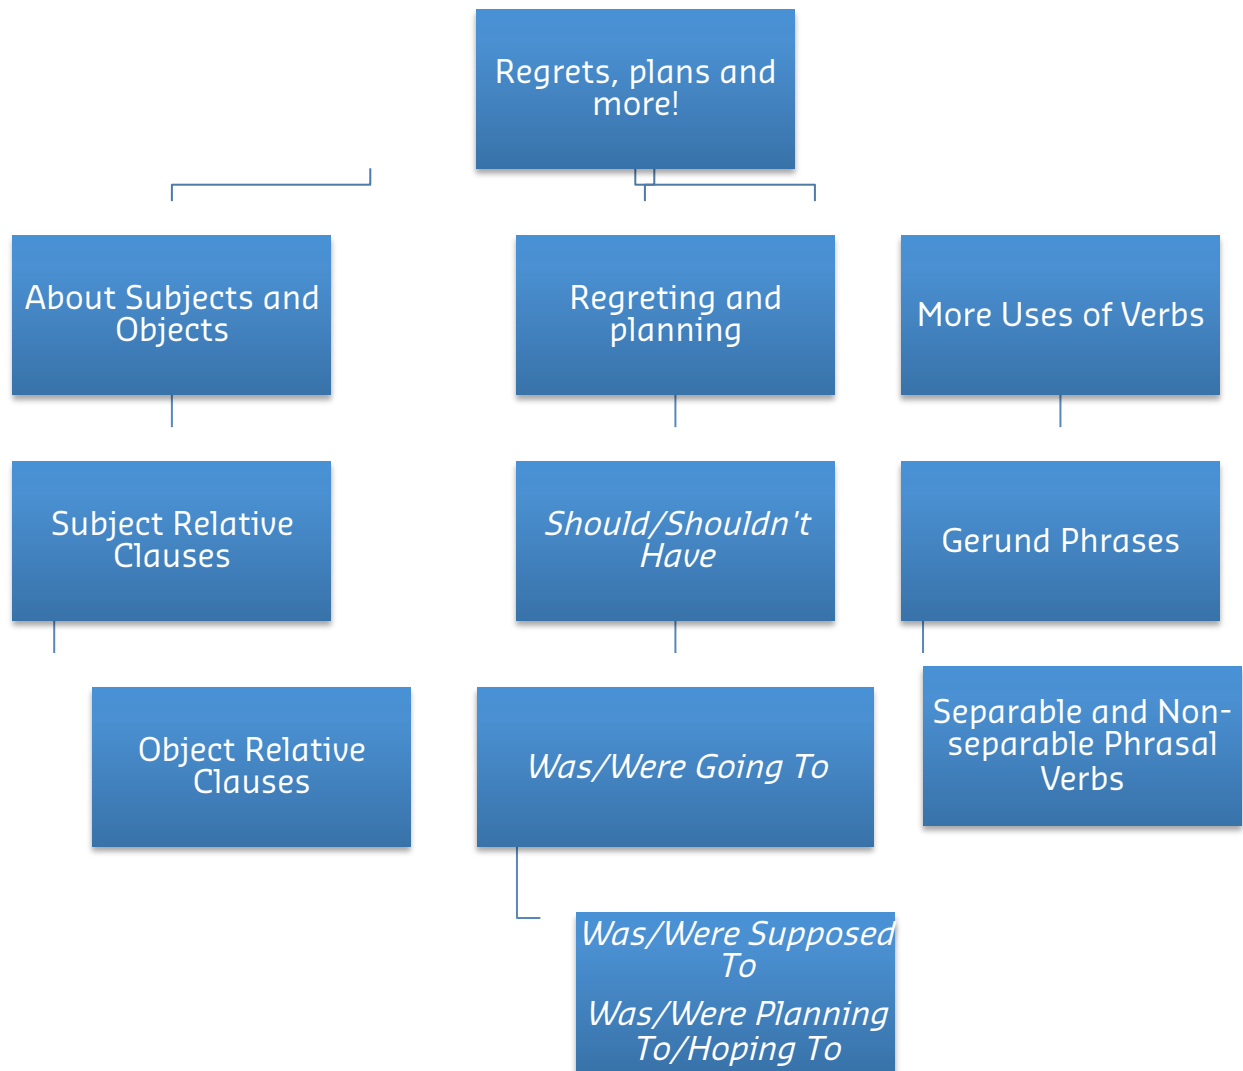 Regrets, plans and
more!
About Subjects and
Objects
Regreting and
planning
More Uses of Verbs
Subject Relative
Clauses
Should/Shouldn't
Have
Gerund Phrases
Object Relative
Clauses
Was/Were Going To
Separable and Non-
separable Phrasal
Verbs
Was/Were Supposed
To
Was/Were Planning
To/Hoping To